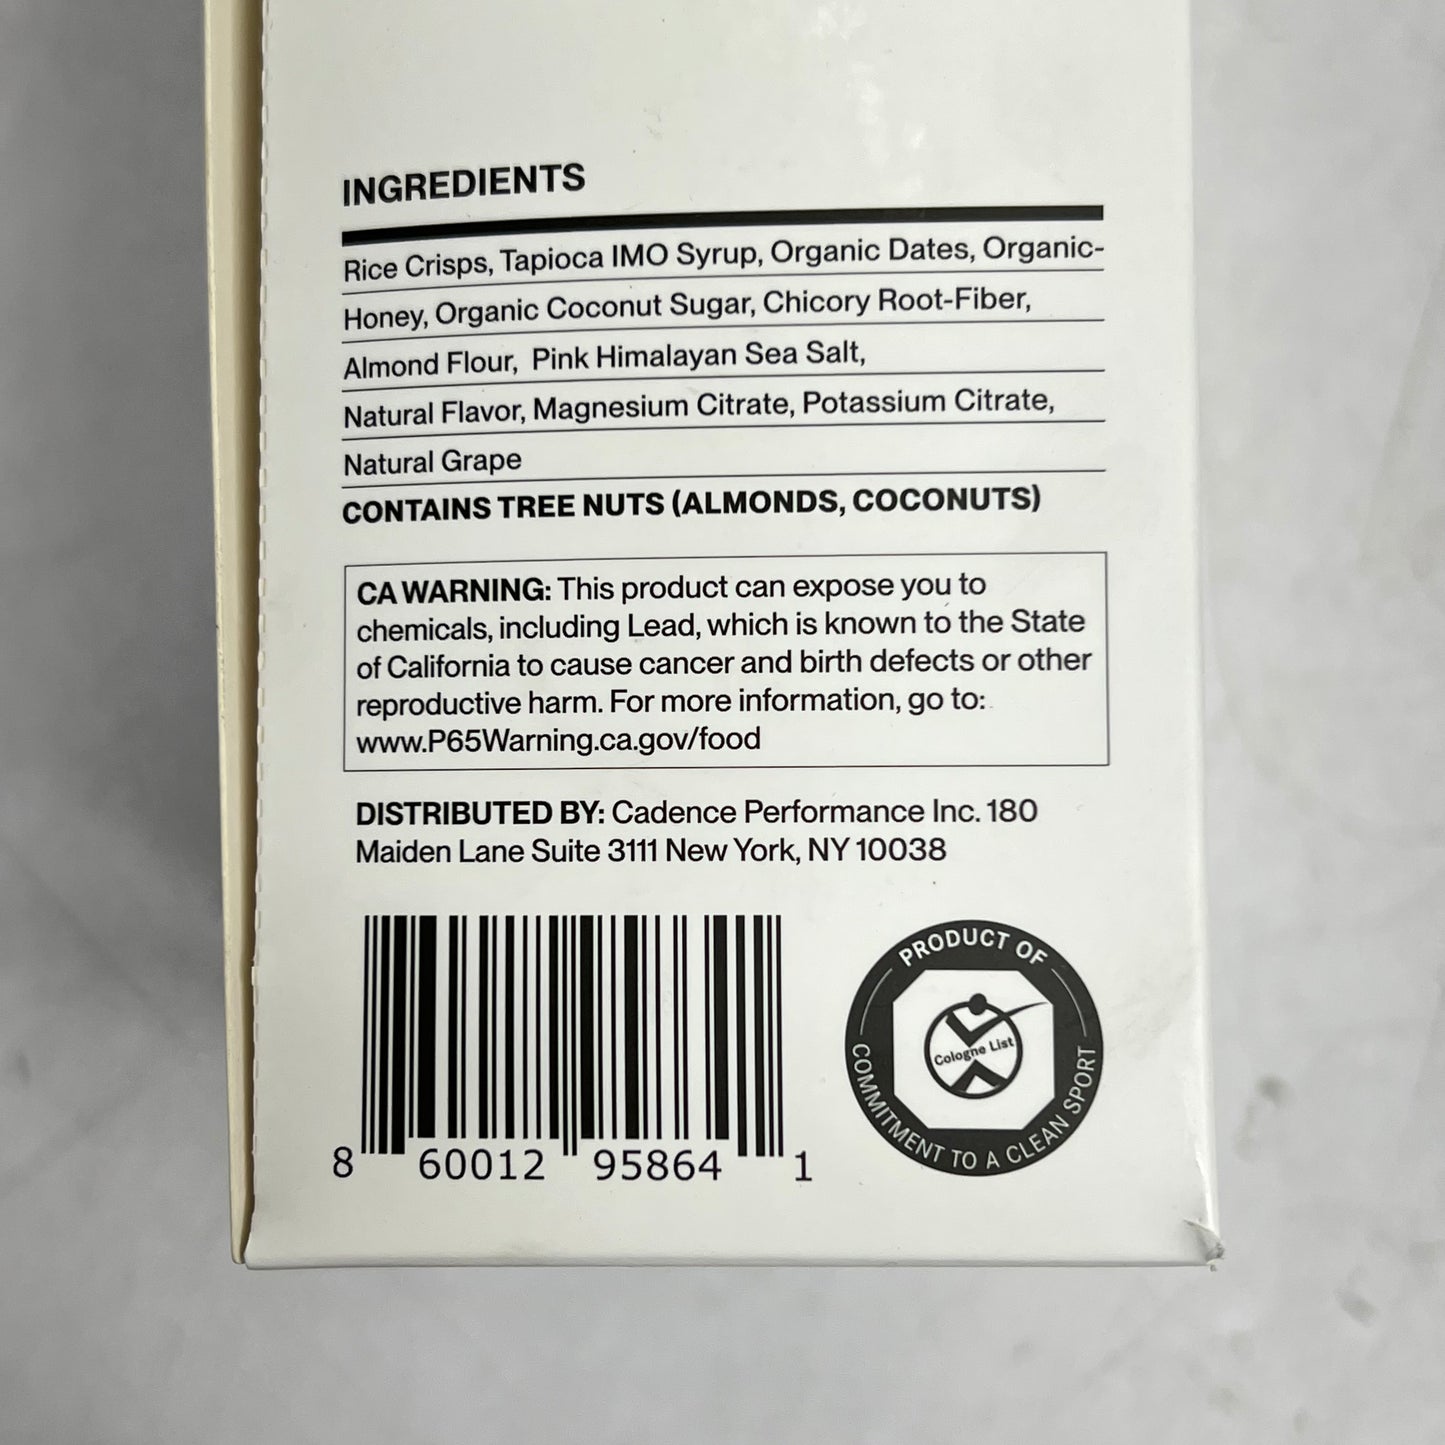 INGREDIENTS
Rice Crisps, Tapioca IMO Syrup, Organic Dates, Organic-
Honey, Organic Coconut Sugar, Chicory Root-Fiber,
Almond Flour, Pink Himalayan Sea Salt,
Natural Flavor, Magnesium Citrate, Potassium Citrate,
Natural Grape
CONTAINS TREE NUTS (ALMONDS, COCONUTS)
CA WARNING: This product can expose you to
chemicals, including Lead, which is known to the State
of California to cause cancer and birth defects or other
reproductive harm. For more information, go to:
www.P65Warning.ca.gov/food
DISTRIBUTED BY: Cadence Performance Inc. 180
Maiden Lane Suite 3111 New York, NY 10038
8 60012 95864 1
PRODUCT OF
Cologne List
COMMITMENT TO A CLEAN SPORT